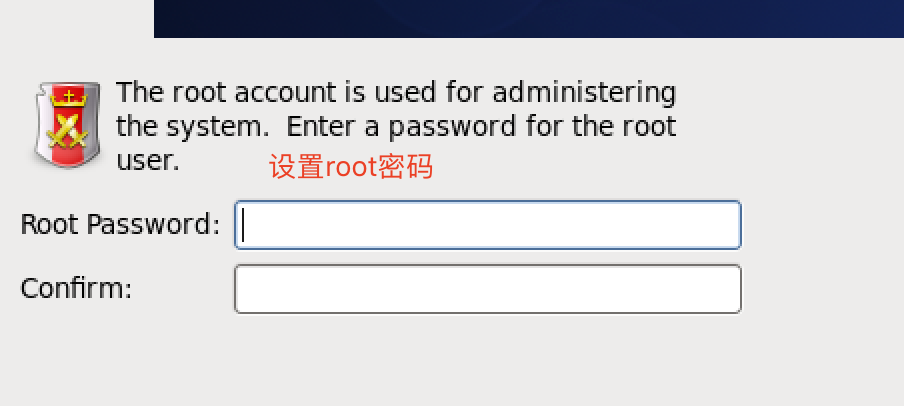 The root account is used for administering
the system.  Enter a password for the root
user.
设置root密码
Root Password:
Confirm: